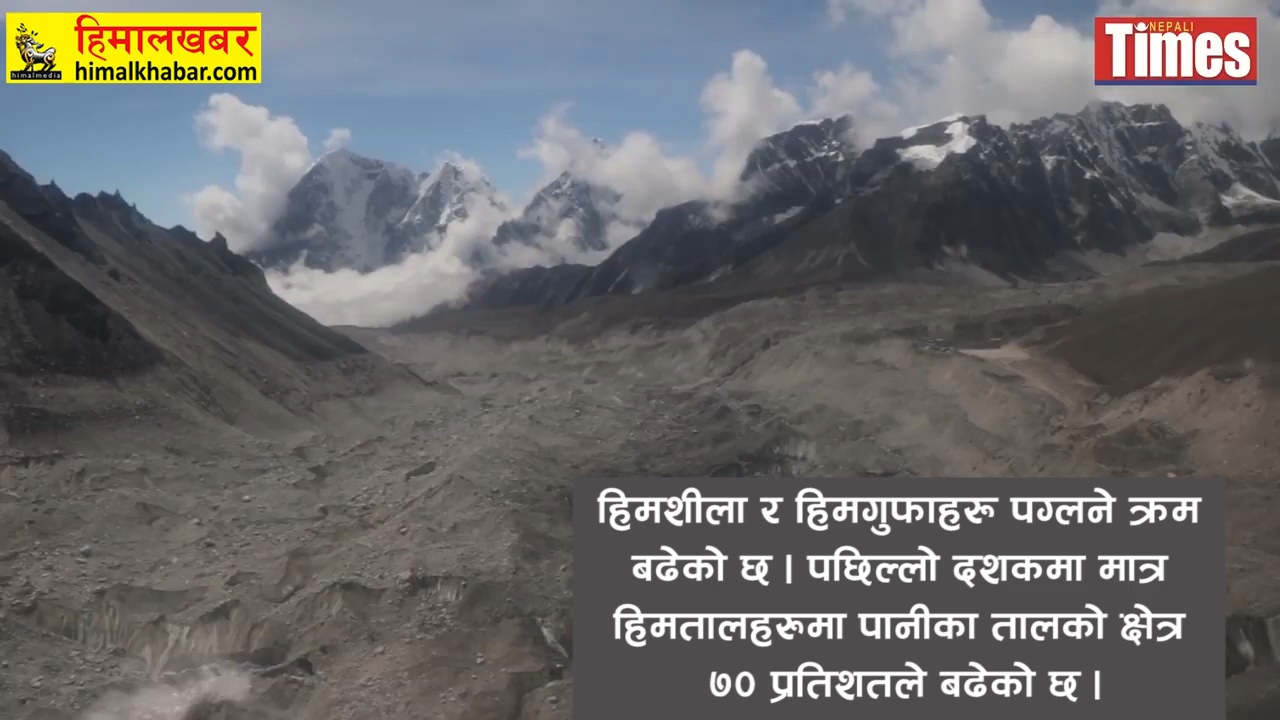 हिमालखबर
himalmedia
himalkhabar.com
NEPALI
Times
हिमशीला र हिमगुफाहरू पग्लने क्रम
बढेको छ । पछिल्लो दशकमा मात्र
हिमतालहरूमा पानीका तालको क्षेत्र
७० प्रतिशतले बढेको छ ।